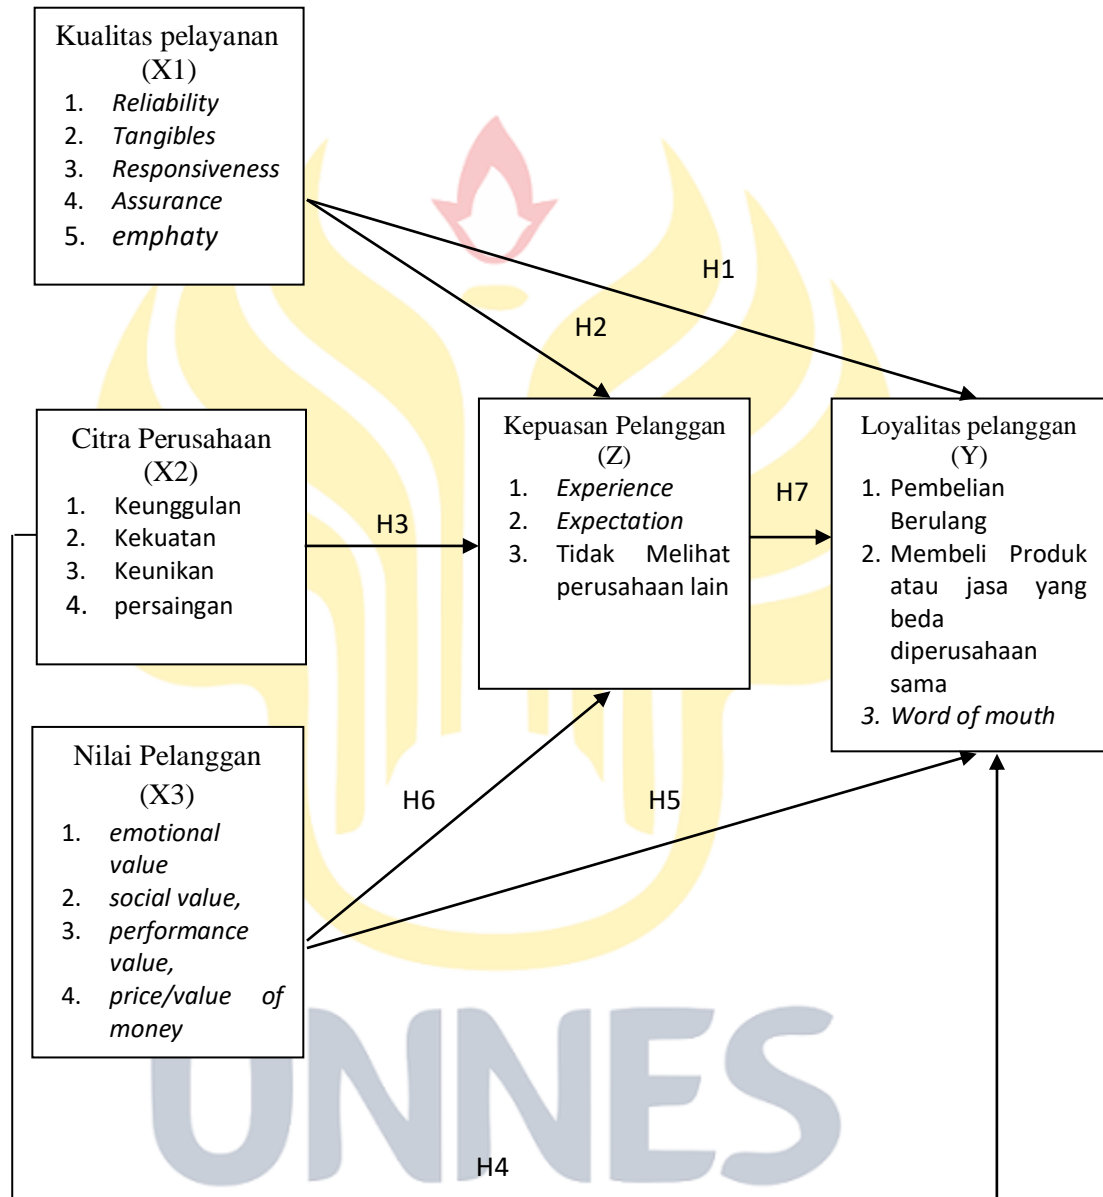 Kualitas pelayanan
(X1)
1. Reliability
2. Tangibles
3. Responsiveness
4. Assurance
5. emphaty
H1
H2
Citra Perusahaan
(X2)
1. Keunggulan
2. Kekuatan
3. Keunikan
4. persaingan
H3
Kepuasan Pelanggan
(Z)
1. Experience
2. Expectation
3. Tidak Melihat
perusahaan lain
H7
Loyalitas pelanggan
(Y)
1. Pembelian
Berulang
2. Membeli Produk
atau jasa yang
beda
diperusahaan
sama
3. Word of mouth
Nilai Pelanggan
(X3)
1. emotional
value
2. social value,
3. performance
value,
4. price/value of
money
H6
H5
UNNES
H4